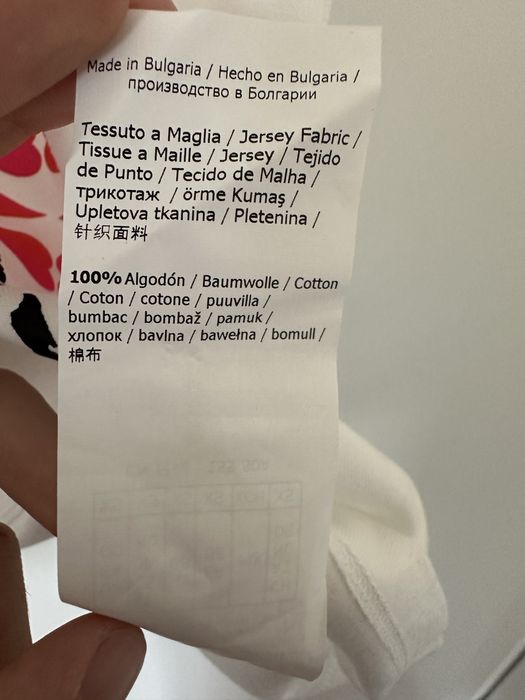 Made in Bulgaria / Hecho en Bulgaria /
производство в Болгарии
Tessuto a Maglia / Jersey Fabric /
Tissue a Maille / Jersey / Tejido
de Punto / Tecido de Malha /
трикотаж / örme Kumaş /
Upletova tkanina / Pletenina /
针织面料
100% Algodón / Baumwolle / Cotton
/ Coton / cotone / puuvilla /
bumbac / bombaž / pamuk /
хлопок / bavlna / bawełna / bomull /
棉布